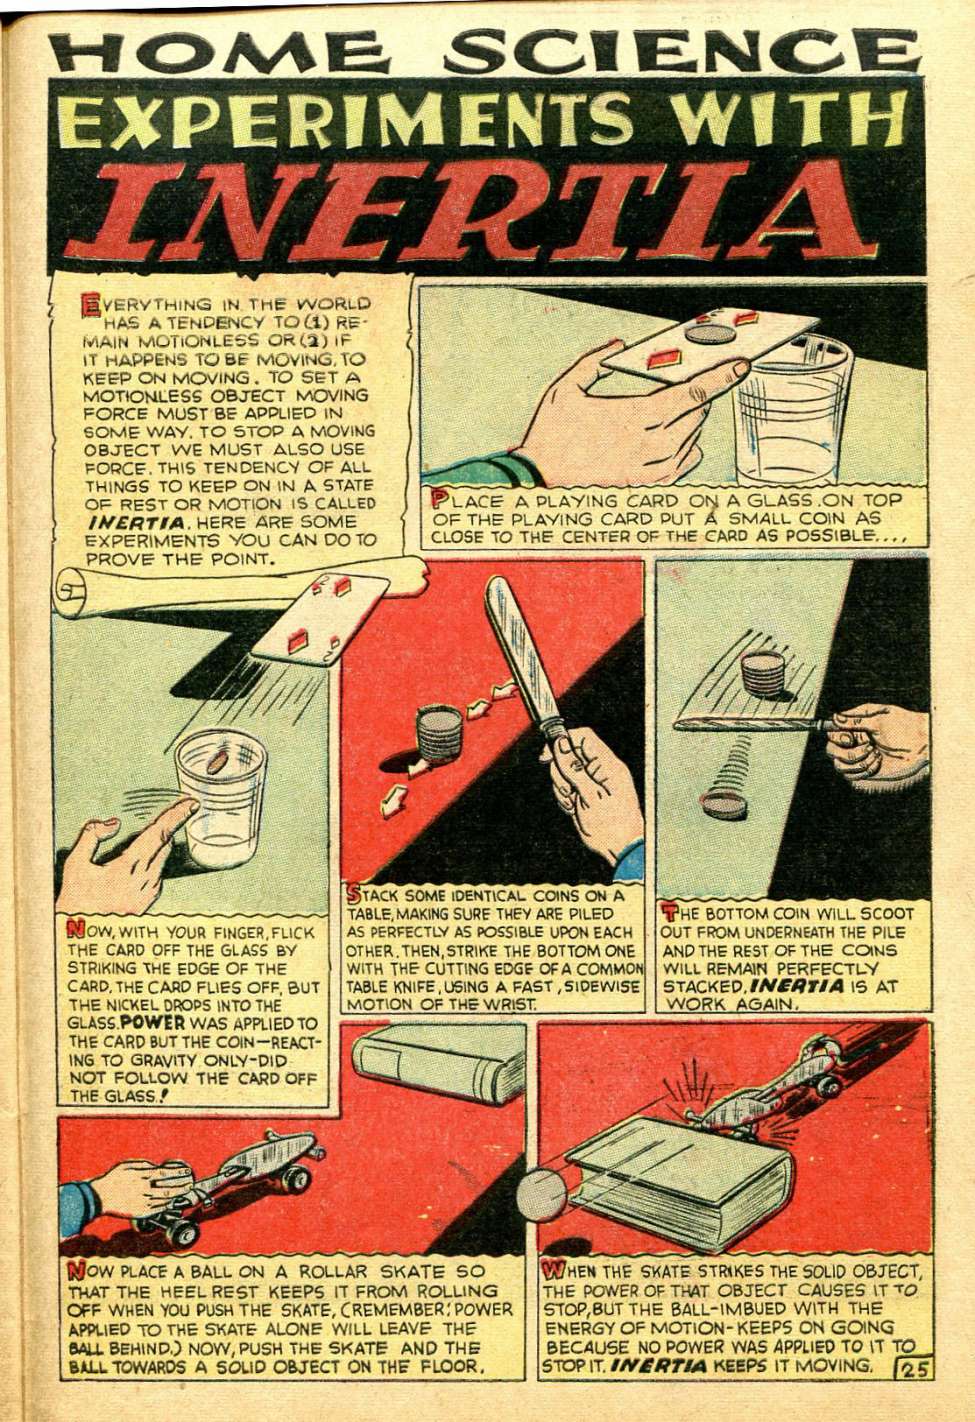 HOME SCIENCE
EXPERIMENTS WITH
INERTIA
EVERYTHING IN THE WORLD
HAS A TENDENCY TO (1) RE-
MAIN MOTIONLESS OR (2) IF
IT HAPPENS TO BE MOVING, TO
KEEP ON MOVING. TO SET A
MOTIONLESS OBJECT MOVING
FORCE MUST BE APPLIED IN
SOME WAY. TO STOP A MOVING
OBJECT WE MUST ALSO USE
FORCE. THIS TENDENCY OF ALL
THINGS TO KEEP ON IN A STATE
OF REST OR MOTION IS CALLED
INERTIA. HERE ARE SOME
EXPERIMENTS YOU CAN DO TO
PROVE THE POINT.
PLACE A PLAYING CARD ON A GLASS. ON TOP
OF THE PLAYING CARD PUT A SMALL COIN AS
CLOSE TO THE CENTER OF THE CARD AS POSSIBLE....
2
2
NOW, WITH YOUR FINGER, FLICK
THE CARD OFF THE GLASS BY
STRIKING THE EDGE OF THE
CARD, THE CARD FLIES OFF, BUT
THE NICKEL DROPS INTO THE
GLASS. POWER WAS APPLIED TO
THE CARD BUT THE COIN—REACT-
ING TO GRAVITY ONLY—DID
NOT FOLLOW THE CARD OFF
THE GLASS!
STACK SOME IDENTICAL COINS ON A
TABLE, MAKING SURE THEY ARE PILED
AS PERFECTLY AS POSSIBLE UPON EACH
OTHER. THEN, STRIKE THE BOTTOM ONE
WITH THE CUTTING EDGE OF A COMMON
TABLE KNIFE, USING A FAST, SIDEWISE
MOTION OF THE WRIST.
THE BOTTOM COIN WILL SCOOT
OUT FROM UNDERNEATH THE PILE
AND THE REST OF THE COINS
WILL REMAIN PERFECTLY
STACKED. INERTIA IS AT
WORK AGAIN.
NOW PLACE A BALL ON A ROLLAR SKATE SO
THAT THE HEEL REST KEEPS IT FROM ROLLING
OFF WHEN YOU PUSH THE SKATE, (REMEMBER: POWER
APPLIED TO THE SKATE ALONE WILL LEAVE THE
BALL BEHIND.) NOW, PUSH THE SKATE AND THE
BALL TOWARDS A SOLID OBJECT ON THE FLOOR.
WHEN THE SKATE STRIKES THE SOLID OBJECT,
THE POWER OF THAT OBJECT CAUSES IT TO
STOP, BUT THE BALL-IMBUED WITH THE
ENERGY OF MOTION-KEEPS ON GOING
BECAUSE NO POWER WAS APPLIED TO IT TO
STOP IT. INERTIA KEEPS IT MOVING.
25